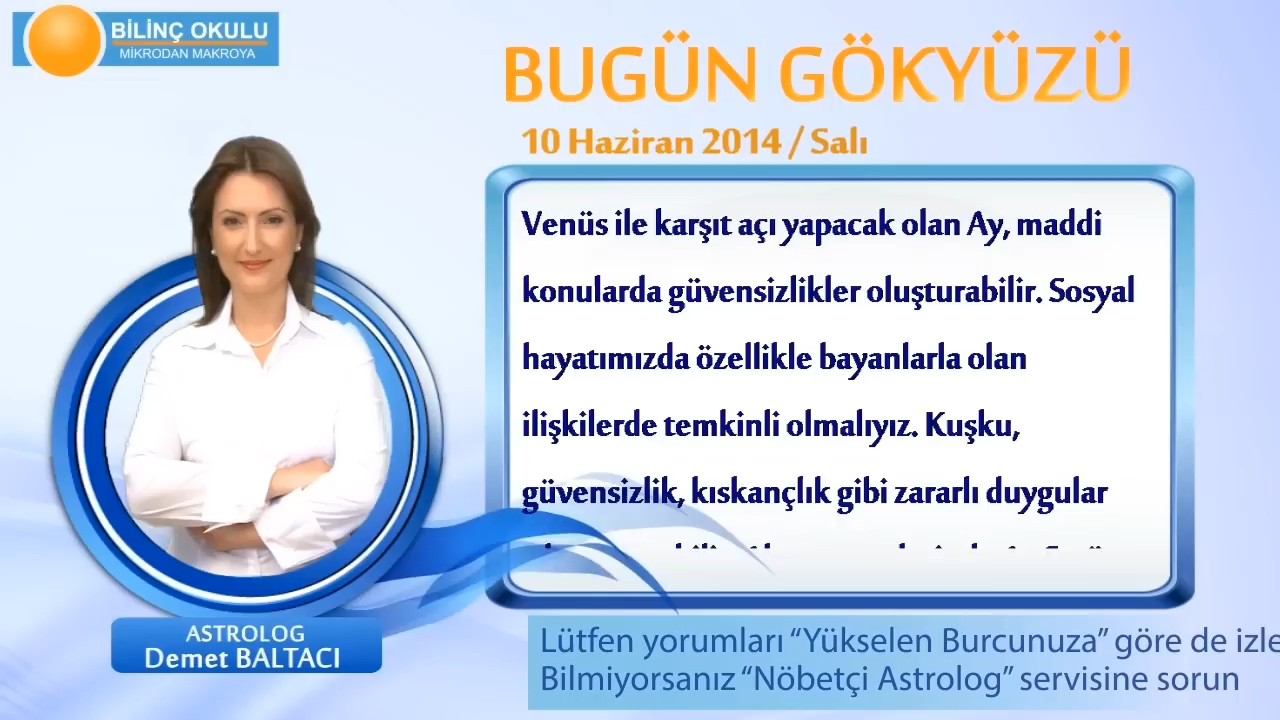 BİLİNÇ OKULU
MİKRODAN MAKROYA
BUGÜN GÖKYÜZÜ
10 Haziran 2014 / Salı
Venüs ile karşıt açı yapacak olan Ay, maddi
konularda güvensizlikler oluşturabilir. Sosyal
hayatımızda özellikle bayanlarla olan
ilişkilerde temkinli olmalıyız. Kuşku,
güvensizlik, kıskançlık gibi zararlı duygular
ASTROLOG
Demet BALTACI
Lütfen yorumları “Yükselen Burcunuza” göre de izle
Bilmiyorsanız “Nöbetçi Astrolog” servisine sorun